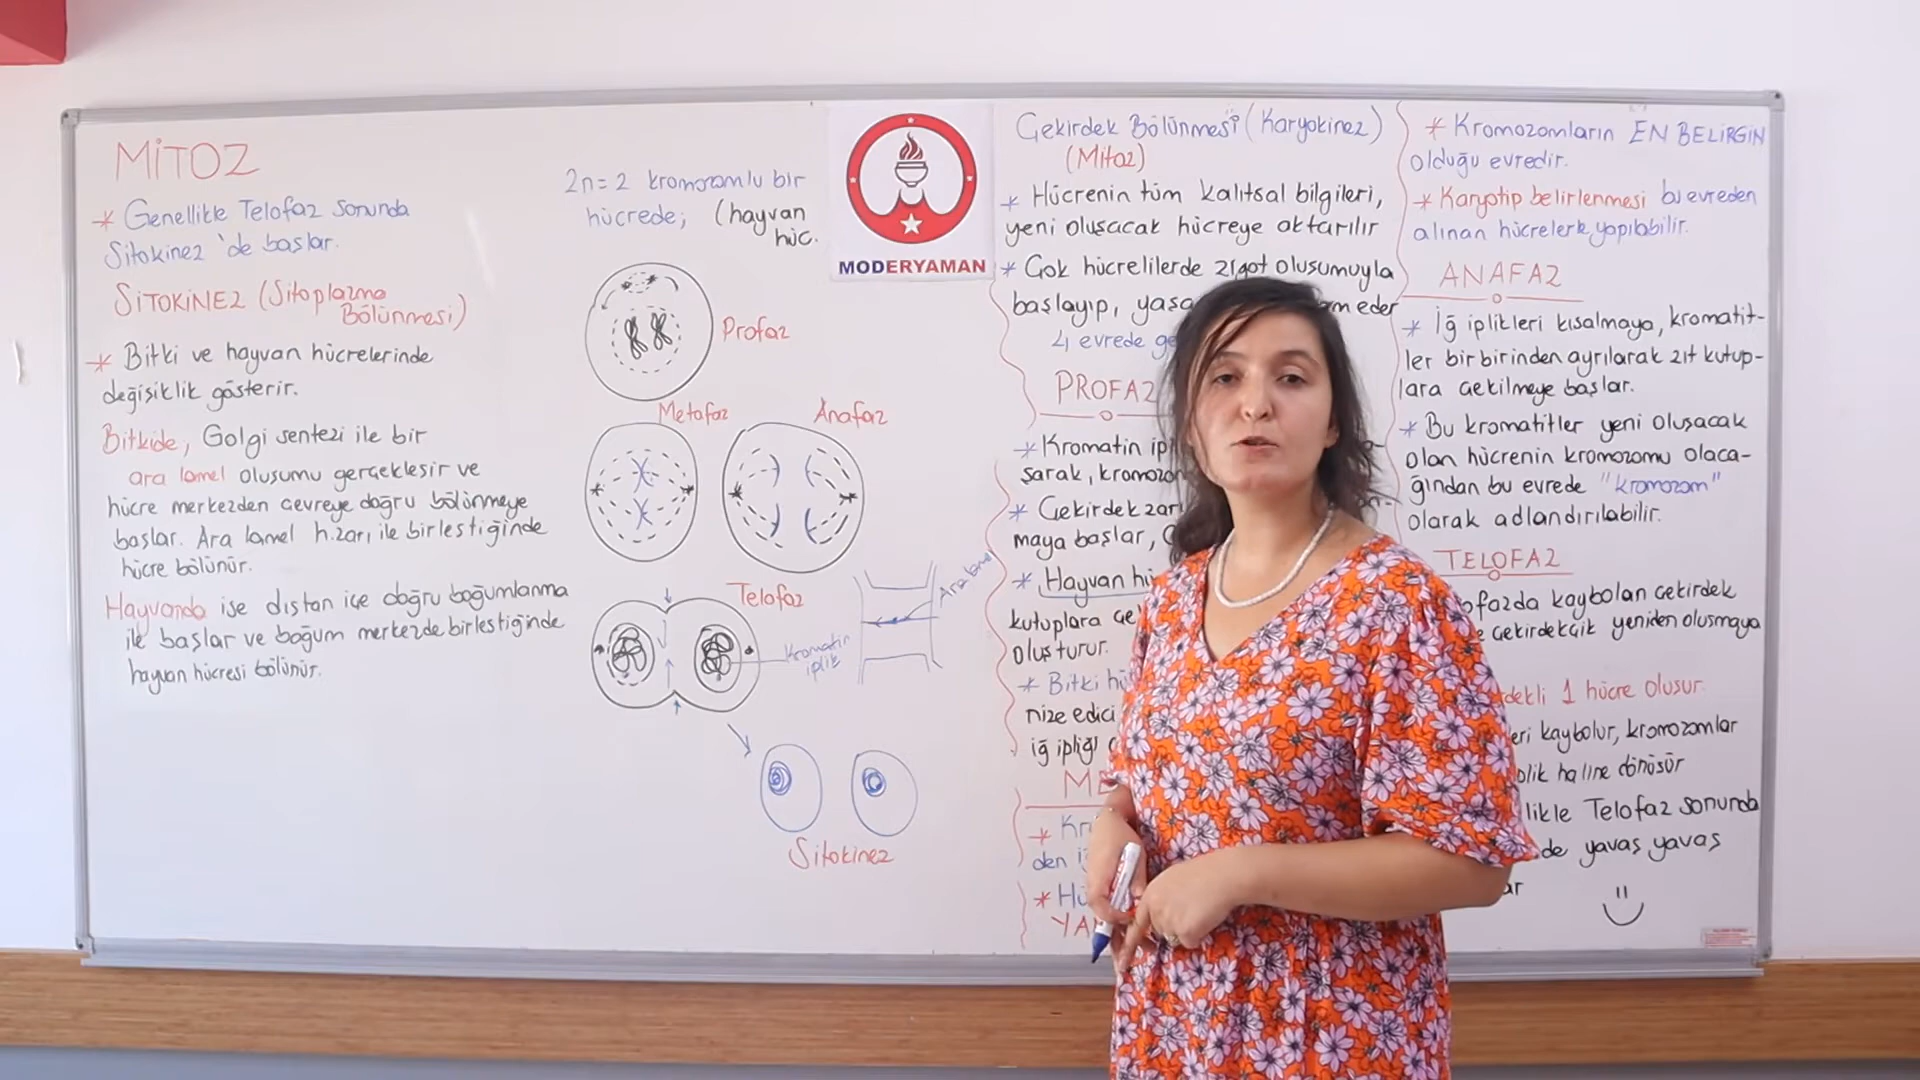 MİTOZ
* Genellikle Telofaz sonunda
Sitokinez 'de başlar.
SİTOKİNEZ (Sitoplazma
Bölünmesi)
* Bitki ve hayvan hücrelerinde
değişiklik gösterir.
Bitkide, Golgi sentezi ile bir
ara lamel oluşumu gerçekleşir ve
hücre merkezden çevreye doğru bölünmeye
başlar. Ara lamel h.zarı ile birleştiğinde
hücre bölünür.
Hayvanda ise dıştan içe doğru boğumlanma
ile başlar ve boğum merkezde birleştiğinde
hayvan hücresi bölünür.
2n=2 kromozomlu bir
hücrede; (hayvan
hüc.
Profaz
Metafaz
Anafaz
Telofaz
Kromatin
iplik
Ara lamel
Sitokinez
MODERYAMAN
Çekirdek Bölünmesi (Karyokinez)
(Mitoz)
* Hücrenin tüm kalıtsal bilgileri,
yeni oluşacak hücreye aktarılır
* Çok hücrelilerde zigot oluşumuyla
başlayıp,
4 evrede
PROFAZ
* Kromatin
sarak,
* Çekirdek
maya başlar,
* Hayvan
kutuplara
oluşturur.
* Bitki
nize edici
iğ ipliği
* Kromozomların EN BELİRGİN
olduğu evredir.
* Karyotip belirlenmesi bu evreden
alınan hücrelerle yapılabilir.
ANAFAZ
* İğ iplikleri kısalmaya, kromatit-
ler birbirinden ayrılarak zıt kutup-
lara çekilmeye başlar.
* Bu kromatitler yeni oluşacak
olan hücrenin kromozomu olaca-
ğından bu evrede "kromozom"
olarak adlandırılabilir.
TELOFAZ
kaybolan çekirdek
çekirdekçik yeniden oluşmaya
1 hücre oluşur.
kaybolur, kromozomlar
haline dönüşür
Telofaz sonunda
yavaş yavaş